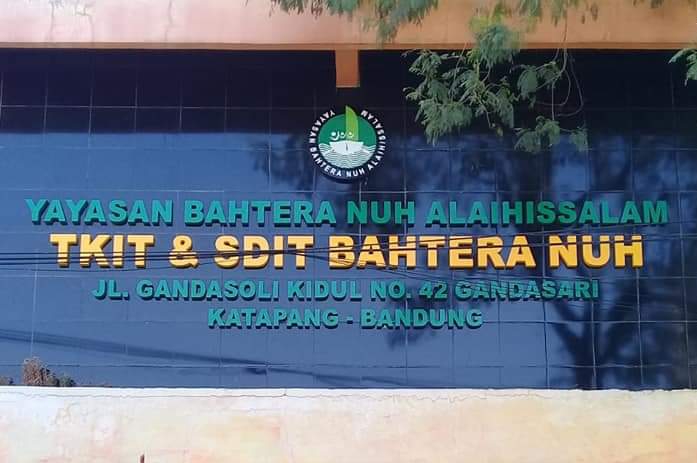 YAYASAN BAHTERA NUH ALAIHISSALAM
YAYASAN BAHTERA NUH ALAIHISSALAM
TKIT & SDIT BAHTERA NUH
JL. GANDASOLI KIDUL NO. 42 GANDASARI
KATAPANG - BANDUNG